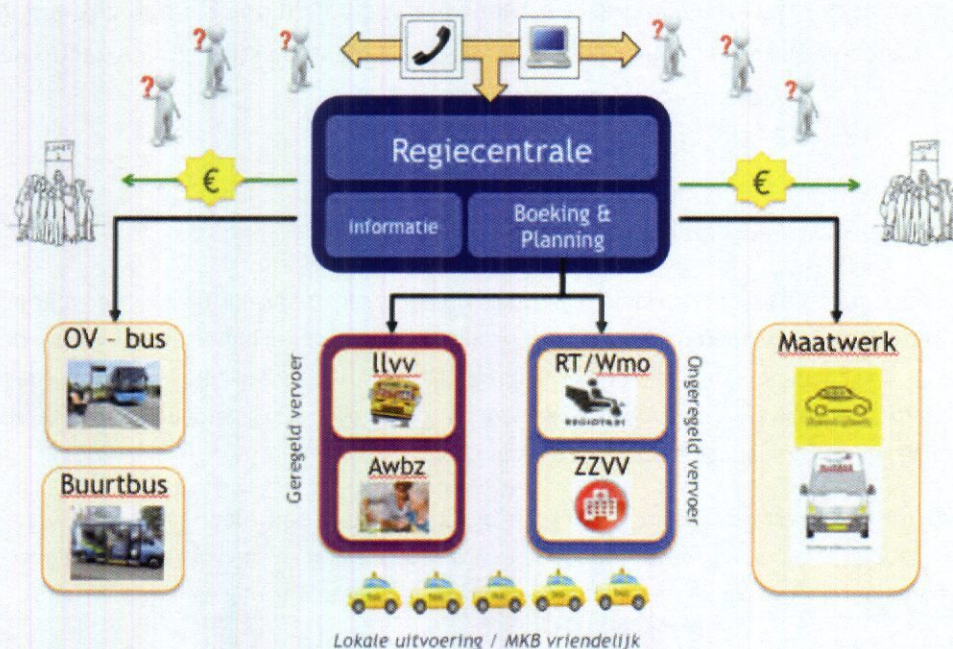 ?
?
?
?
?
?
Regiecentrale
€
€
Informatie
Boeking &
Planning
OV - bus
llvv
RT/Wmo
Maatwerk
REGIOTAXI
Geregeld vervoer
Ongeregeld vervoer
Buurtbus
Awbz
ZZVV
Lokale uitvoering / MKB vriendelijk